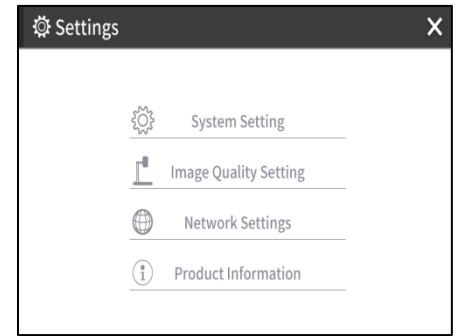 Settings
System Setting
Image Quality Setting
Network Settings
Product Information